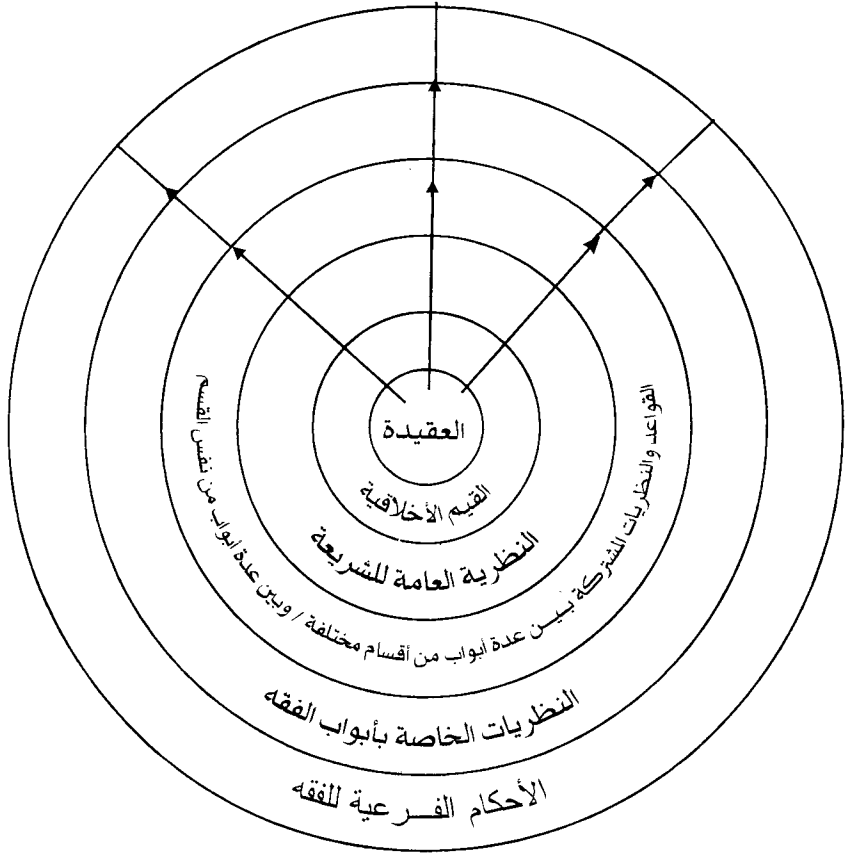 العقيدة
القيم الأخلاقية
النظرية العامة للشريعة
القواعد والنظريات المشتركة بين عدة أبواب من أقسام مختلفة / وبين عدة أبواب من نفس القسم
النظريات الخاصة بأبواب الفقه
الأحكام الفرعية للفقه